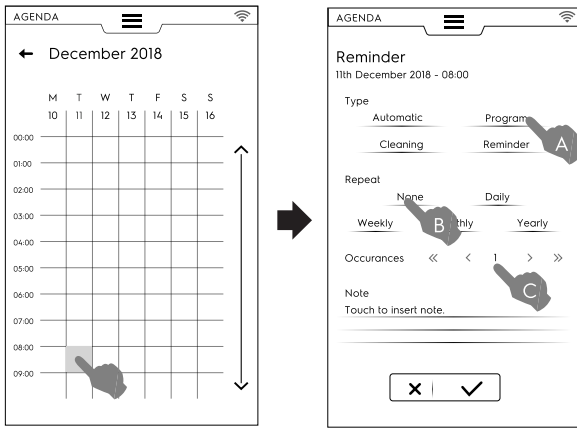 AGENDA
December 2018
M T W T F S S
10 11 12 13 14 15 16
00:00
01:00
02:00
03:00
04:00
05:00
06:00
07:00
08:00
09:00
AGENDA
Reminder
11th December 2018 - 08:00
Type
Automatic Program
A
Cleaning Reminder
Repeat
None Daily
Weekly B thly Yearly
Occurances « < 1 > »
C
Note
Touch to insert note.